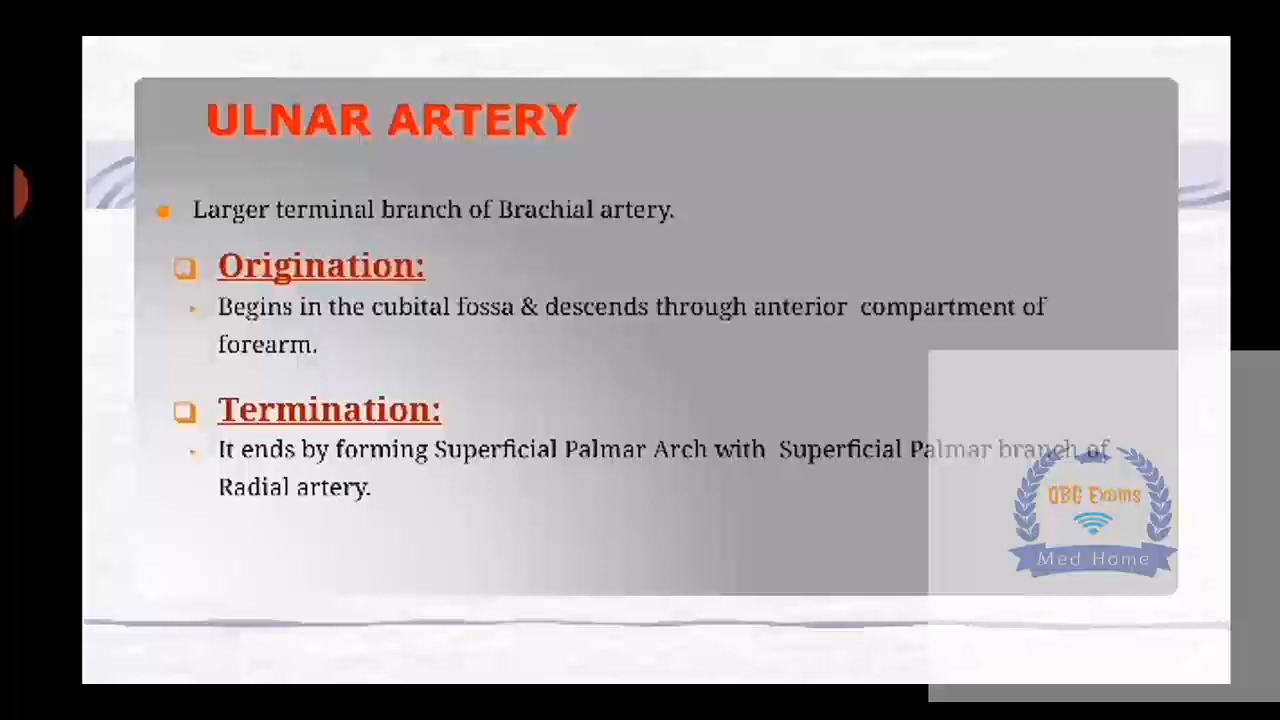 ULNAR ARTERY
Larger terminal branch of Brachial artery.
Origination:
Begins in the cubital fossa & descends through anterior compartment of
forearm.
Termination:
It ends by forming Superficial Palmar Arch with Superficial Palmar branch of
Radial artery.
QBG Exams
Med Home